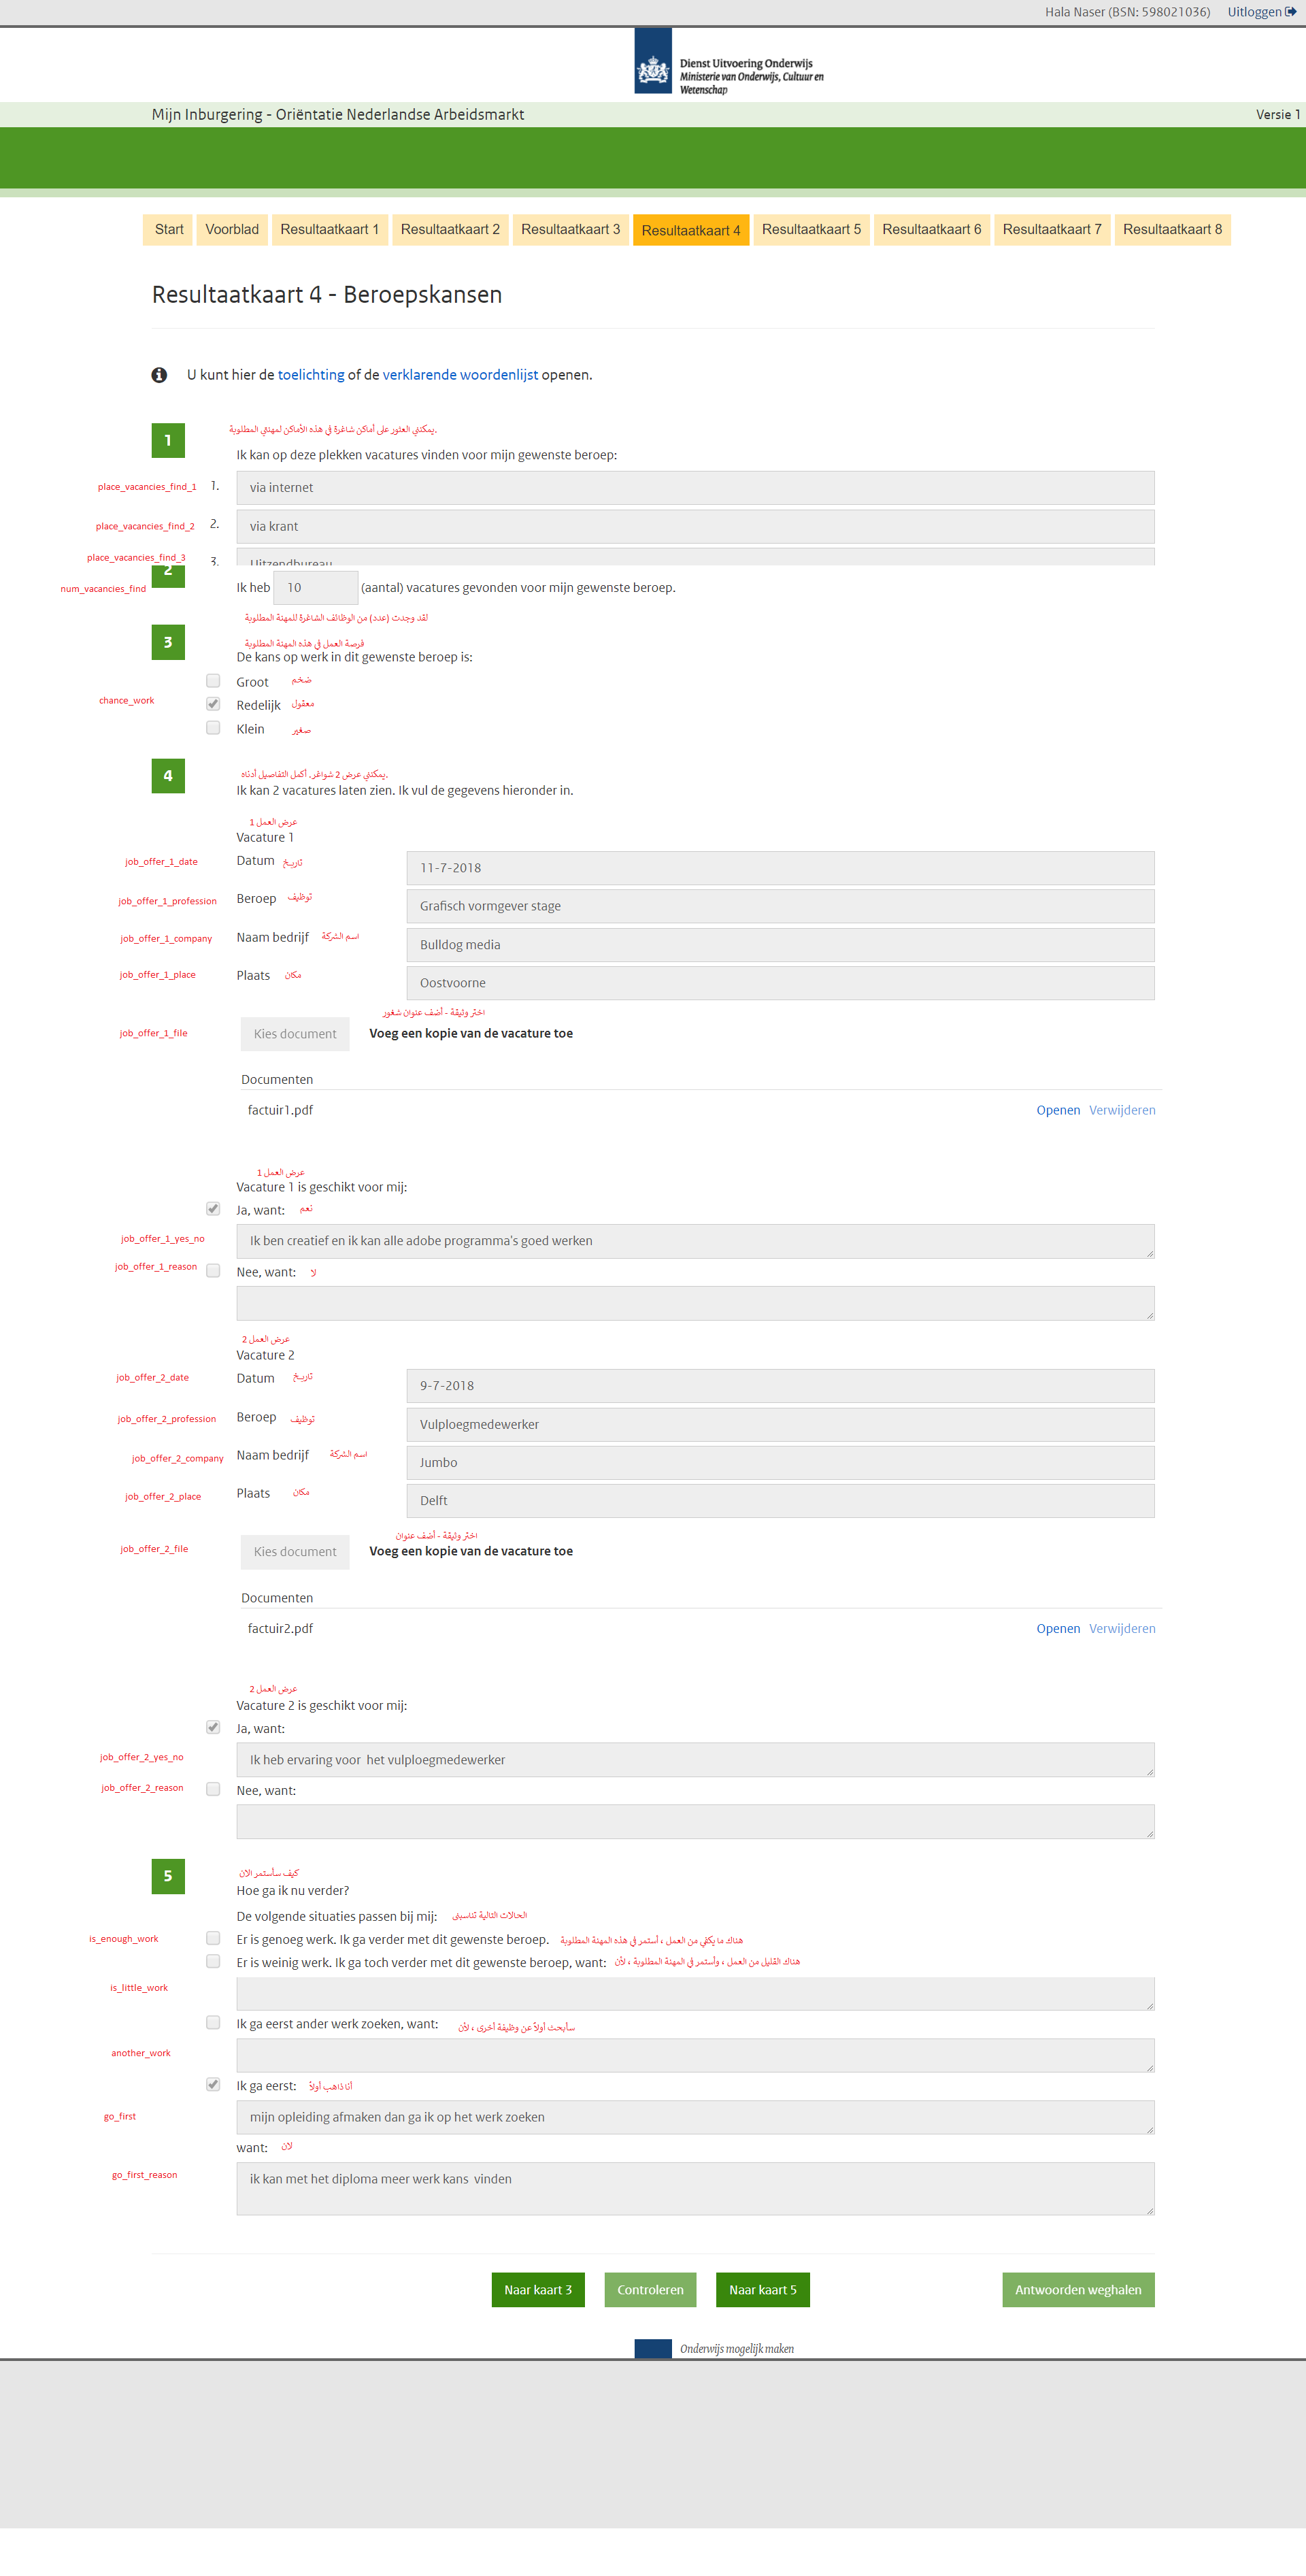 Hala Naser (BSN: 598021036) Uitloggen
Dienst Uitvoering Onderwijs
Ministerie van Onderwijs, Cultuur en
Wetenschap
Mijn Inburgering - Oriëntatie Nederlandse Arbeidsmarkt Versie 1
Start Voorblad Resultaatkaart 1 Resultaatkaart 2 Resultaatkaart 3 Resultaatkaart 4 Resultaatkaart 5 Resultaatkaart 6 Resultaatkaart 7 Resultaatkaart 8
Resultaatkaart 4 - Beroepskansen
U kunt hier de toelichting of de verklarende woordenlijst openen.
يمكنني العثور على أماكن شاغرة في هذه الأماكن لمهنتي المطلوبة.
1
Ik kan op deze plekken vacatures vinden voor mijn gewenste beroep:
place_vacancies_find_1 1. via internet
place_vacancies_find_2 2. via krant
place_vacancies_find_3 3. Uitzendbureau
2
num_vacancies_find Ik heb 10 (aantal) vacatures gevonden voor mijn gewenste beroep.
لقد وجدت (عدد) من الوظائف الشاغرة للمهنة المطلوبة
3 فرصة العمل في هذه المهنة المطلوبة
De kans op werk in dit gewenste beroep is:
Groot ضخم
chance_work Redelijk معقول
Klein صغير
4 يمكنني عرض 2 شواغر. أكمل التفاصيل أدناه.
Ik kan 2 vacatures laten zien. Ik vul de gegevens hieronder in.
عرض العمل 1
Vacature 1
job_offer_1_date Datum تاريخ 11-7-2018
job_offer_1_profession Beroep توظيف Grafisch vormgever stage
job_offer_1_company Naam bedrijf اسم الشركة Bulldog media
job_offer_1_place Plaats مكان Oostvoorne
اختر وثيقة - أضف عنوان شغور
job_offer_1_file Kies document Voeg een kopie van de vacature toe
Documenten
factuir1.pdf Openen Verwijderen
عرض العمل 1
Vacature 1 is geschikt voor mij:
Ja, want: نعم
job_offer_1_yes_no Ik ben creatief en ik kan alle adobe programma's goed werken
job_offer_1_reason Nee, want: لا
عرض العمل 2
Vacature 2
job_offer_2_date Datum تاريخ 9-7-2018
job_offer_2_profession Beroep توظيف Vulploegmedewerker
job_offer_2_company Naam bedrijf اسم الشركة Jumbo
job_offer_2_place Plaats مكان Delft
اختر وثيقة - أضف عنوان
job_offer_2_file Kies document Voeg een kopie van de vacature toe
Documenten
factuir2.pdf Openen Verwijderen
عرض العمل 2
Vacature 2 is geschikt voor mij:
Ja, want:
job_offer_2_yes_no Ik heb ervaring voor het vulploegmedewerker
job_offer_2_reason Nee, want:
5 كيف سأستمر الان
Hoe ga ik nu verder?
De volgende situaties passen bij mij: الحالات التالية تناسبني
is_enough_work Er is genoeg werk. Ik ga verder met dit gewenste beroep. هناك ما يكفي من العمل ، أستمر في هذه المهنة المطلوبة
Er is weinig werk. Ik ga toch verder met dit gewenste beroep, want: هناك القليل من العمل ، وأستمر في المهنة المطلوبة ، لأن
is_little_work
Ik ga eerst ander werk zoeken, want: سأبحث أولاً عن وظيفة أخرى ، لأن
another_work
Ik ga eerst: أنا ذاهب أولاً
go_first mijn opleiding afmaken dan ga ik op het werk zoeken
want: لان
go_first_reason ik kan met het diploma meer werk kans vinden
Naar kaart 3 Controleren Naar kaart 5 Antwoorden weghalen
Onderwijs mogelijk maken